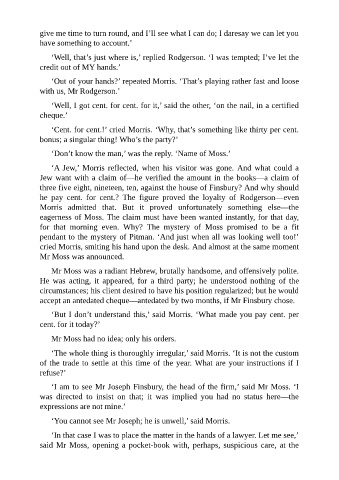 give me time to turn round, and I’ll see what I can do; I daresay we can let you
have something to account.’
‘Well, that’s just where is,’ replied Rodgerson. ‘I was tempted; I’ve let the
credit out of MY hands.’
‘Out of your hands?’ repeated Morris. ‘That’s playing rather fast and loose
with us, Mr Rodgerson.’
‘Well, I got cent. for cent. for it,’ said the other, ‘on the nail, in a certified
cheque.’
‘Cent. for cent.!’ cried Morris. ‘Why, that’s something like thirty per cent.
bonus; a singular thing! Who’s the party?’
‘Don’t know the man,’ was the reply. ‘Name of Moss.’
‘A Jew,’ Morris reflected, when his visitor was gone. And what could a
Jew want with a claim of—he verified the amount in the books—a claim of
three five eight, nineteen, ten, against the house of Finsbury? And why should
he pay cent. for cent.? The figure proved the loyalty of Rodgerson—even
Morris admitted that. But it proved unfortunately something else—the
eagerness of Moss. The claim must have been wanted instantly, for that day,
for that morning even. Why? The mystery of Moss promised to be a fit
pendant to the mystery of Pitman. ‘And just when all was looking well too!’
cried Morris, smiting his hand upon the desk. And almost at the same moment
Mr Moss was announced.
Mr Moss was a radiant Hebrew, brutally handsome, and offensively polite.
He was acting, it appeared, for a third party; he understood nothing of the
circumstances; his client desired to have his position regularized; but he would
accept an antedated cheque—antedated by two months, if Mr Finsbury chose.
‘But I don’t understand this,’ said Morris. ‘What made you pay cent. per
cent. for it today?’
Mr Moss had no idea; only his orders.
‘The whole thing is thoroughly irregular,’ said Morris. ‘It is not the custom
of the trade to settle at this time of the year. What are your instructions if I
refuse?’
‘I am to see Mr Joseph Finsbury, the head of the firm,’ said Mr Moss. ‘I
was directed to insist on that; it was implied you had no status here—the
expressions are not mine.’
‘You cannot see Mr Joseph; he is unwell,’ said Morris.
‘In that case I was to place the matter in the hands of a lawyer. Let me see,’
said Mr Moss, opening a pocket-book with, perhaps, suspicious care, at the